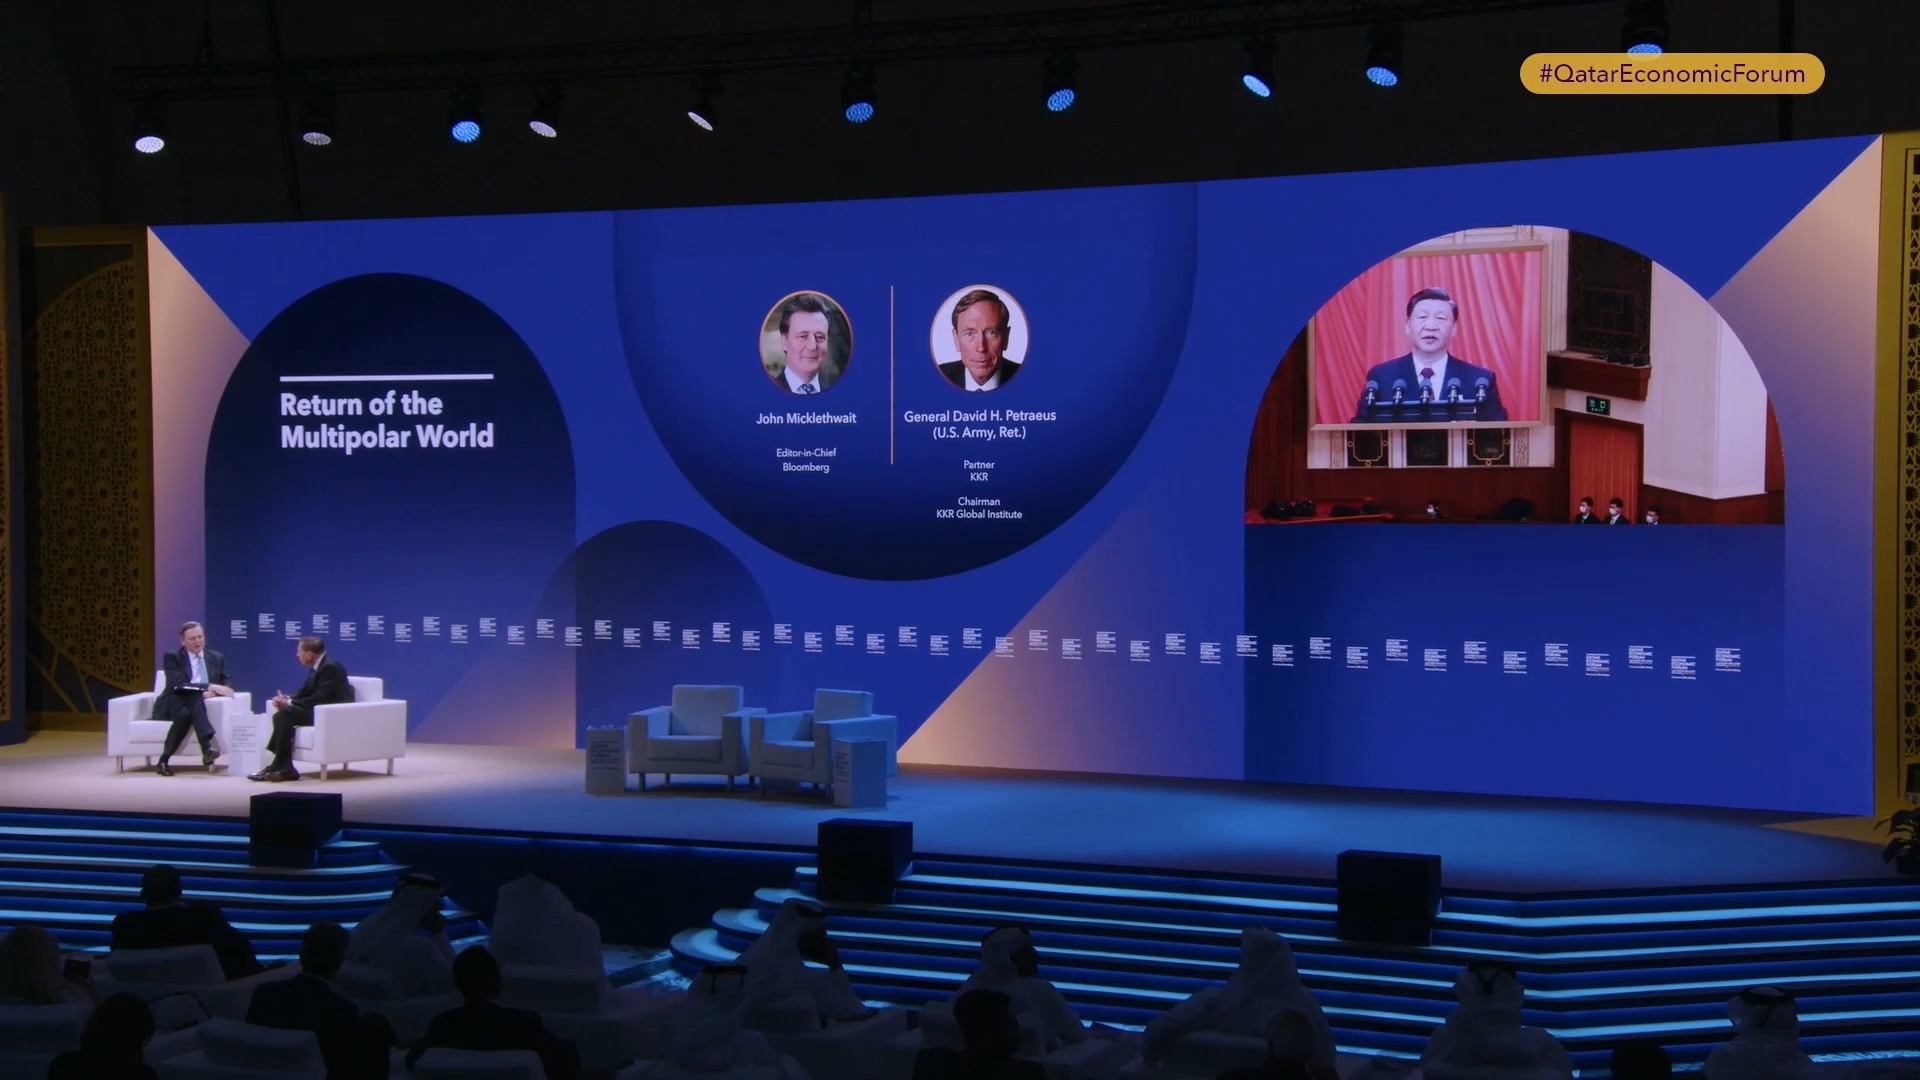 #QatarEconomicForum
Return of the
Multipolar World
John Micklethwait
Editor-in-Chief
Bloomberg
General David H. Petraeus
(U.S. Army, Ret.)
Partner
KKR
Chairman
KKR Global Institute